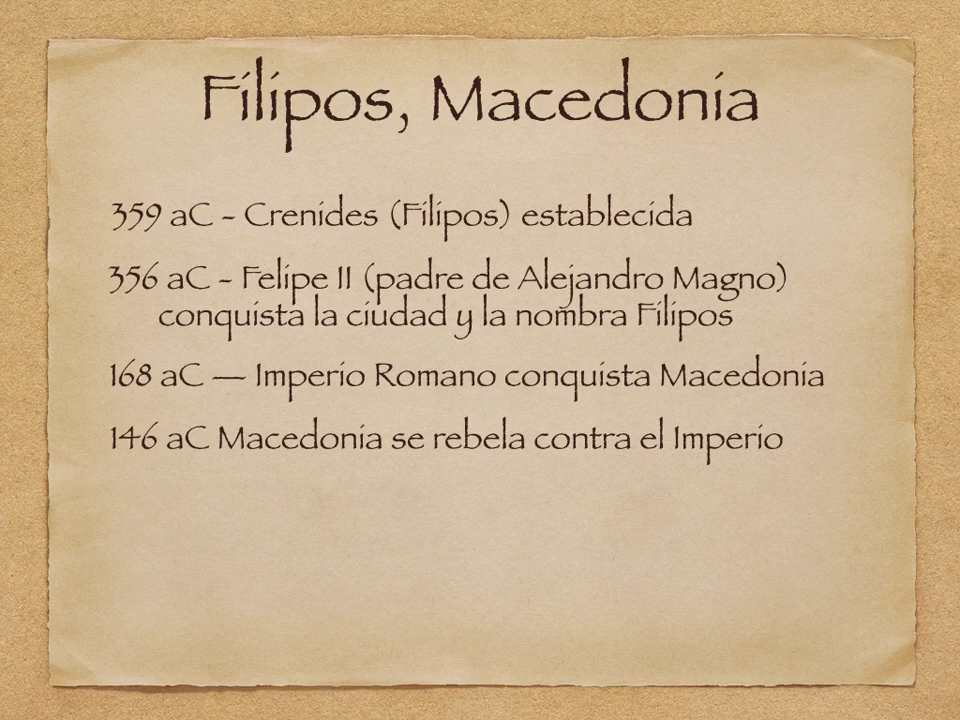 Filipos, Macedonia
359 aC - Crenides (Filipos) establecida
356 aC - Felipe II (padre de Alejandro Magno)
conquista la ciudad y la nombra Filipos
168 aC — Imperio Romano conquista Macedonia
146 aC Macedonia se rebela contra el Imperio